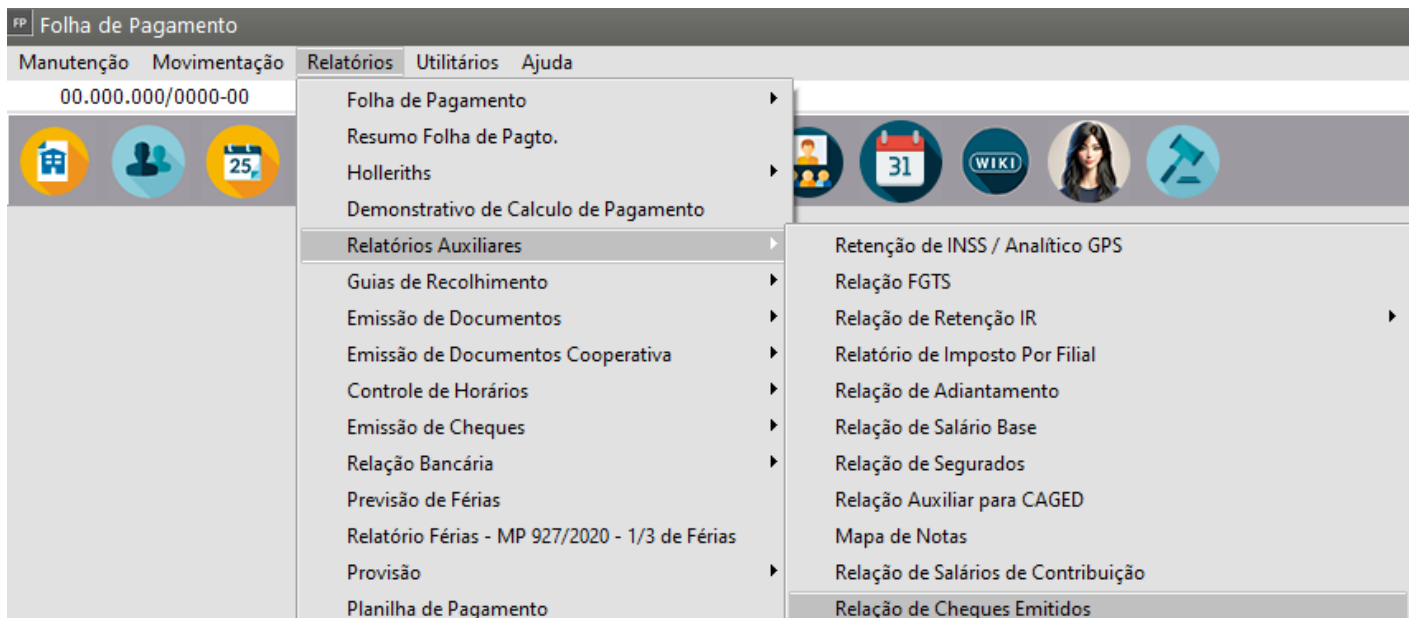 FP Folha de Pagamento
Manutenção Movimentação Relatórios Utilitários Ajuda
00.000.000/0000-00
25
31
WIKI
Folha de Pagamento
Resumo Folha de Pagto.
Holleriths
Demonstrativo de Calculo de Pagamento
Relatórios Auxiliares
Guias de Recolhimento
Emissão de Documentos
Emissão de Documentos Cooperativa
Controle de Horários
Emissão de Cheques
Relação Bancária
Previsão de Férias
Relatório Férias - MP 927/2020 - 1/3 de Férias
Provisão
Planilha de Pagamento
Retenção de INSS / Analítico GPS
Relação FGTS
Relação de Retenção IR
Relatório de Imposto Por Filial
Relação de Adiantamento
Relação de Salário Base
Relação de Segurados
Relação Auxiliar para CAGED
Mapa de Notas
Relação de Salários de Contribuição
Relação de Cheques Emitidos